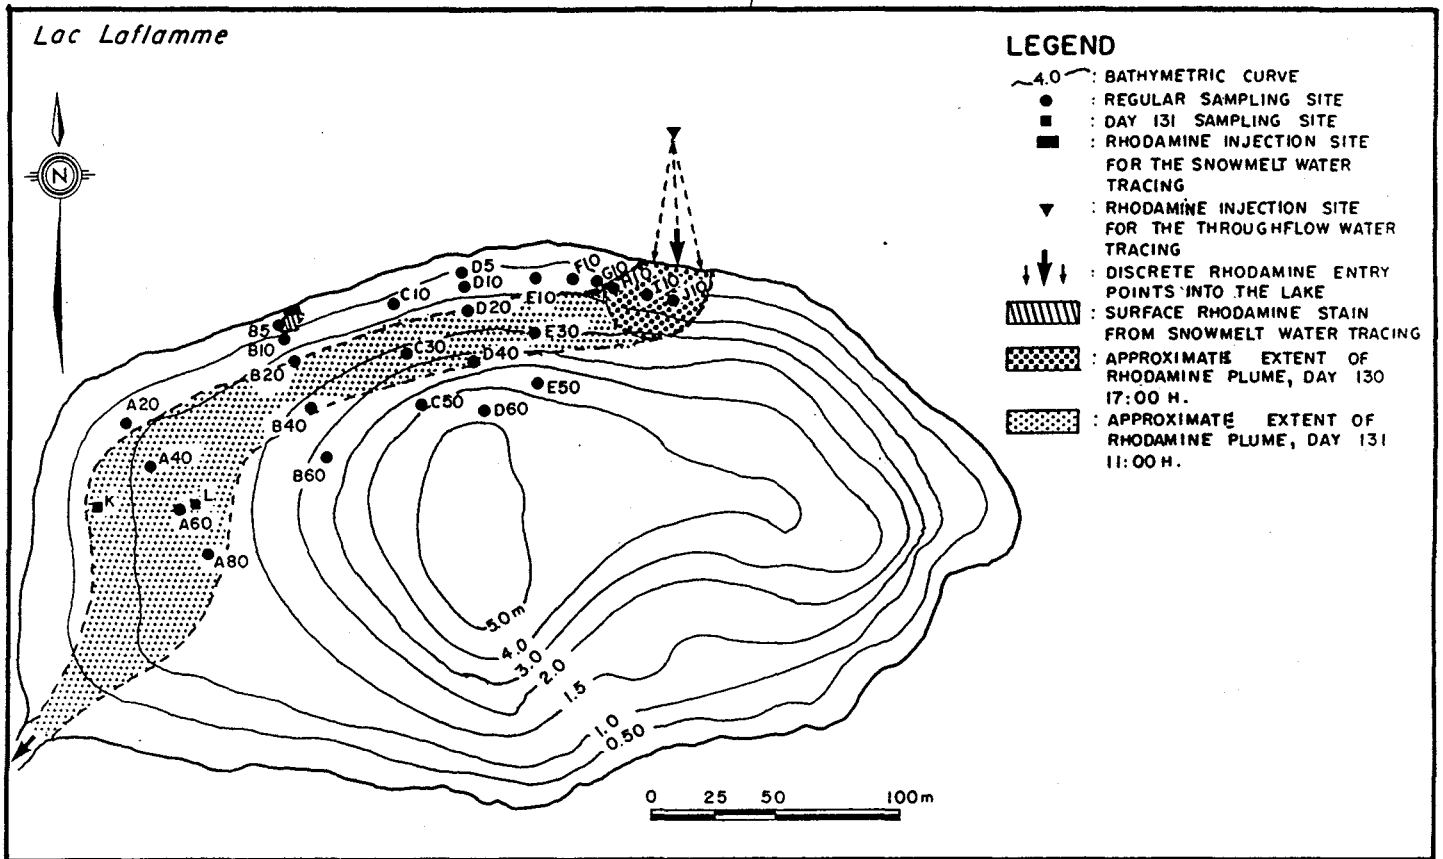 Lac Laflamme
LEGEND
4.0 : BATHYMETRIC CURVE
: REGULAR SAMPLING SITE
: DAY 131 SAMPLING SITE
: RHODAMINE INJECTION SITE
FOR THE SNOWMELT WATER
TRACING
: RHODAMINE INJECTION SITE
FOR THE THROUGHFLOW WATER
TRACING
: DISCRETE RHODAMINE ENTRY
POINTS INTO THE LAKE
: SURFACE RHODAMINE STAIN
FROM SNOWMELT WATER TRACING
: APPROXIMATE EXTENT OF
RHODAMINE PLUME, DAY 130
17:00 H.
: APPROXIMATE EXTENT OF
RHODAMINE PLUME, DAY 131
11:00 H.
N
D5
D10
F10
G10
H10
I10
J10
C10
E10
D20
B5
B10
E30
C30
D40
B20
E50
A20
C50
D60
B40
A40
B60
K
L
A60
A80
5.0m
4.0
3.0
2.0
1.5
1.0
0.50
0 25 50 100m